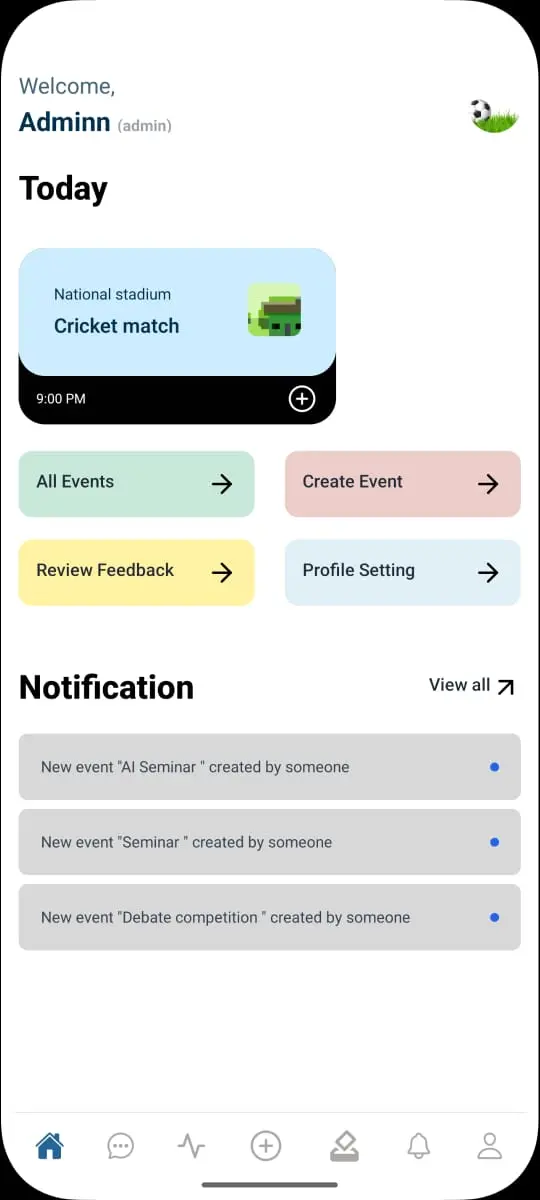 Welcome,
Adminn (admin)
Today
National stadium
Cricket match
9:00 PM
All Events
Create Event
Review Feedback
Profile Setting
Notification
View all
New event "AI Seminar " created by someone
New event "Seminar " created by someone
New event "Debate competition " created by someone